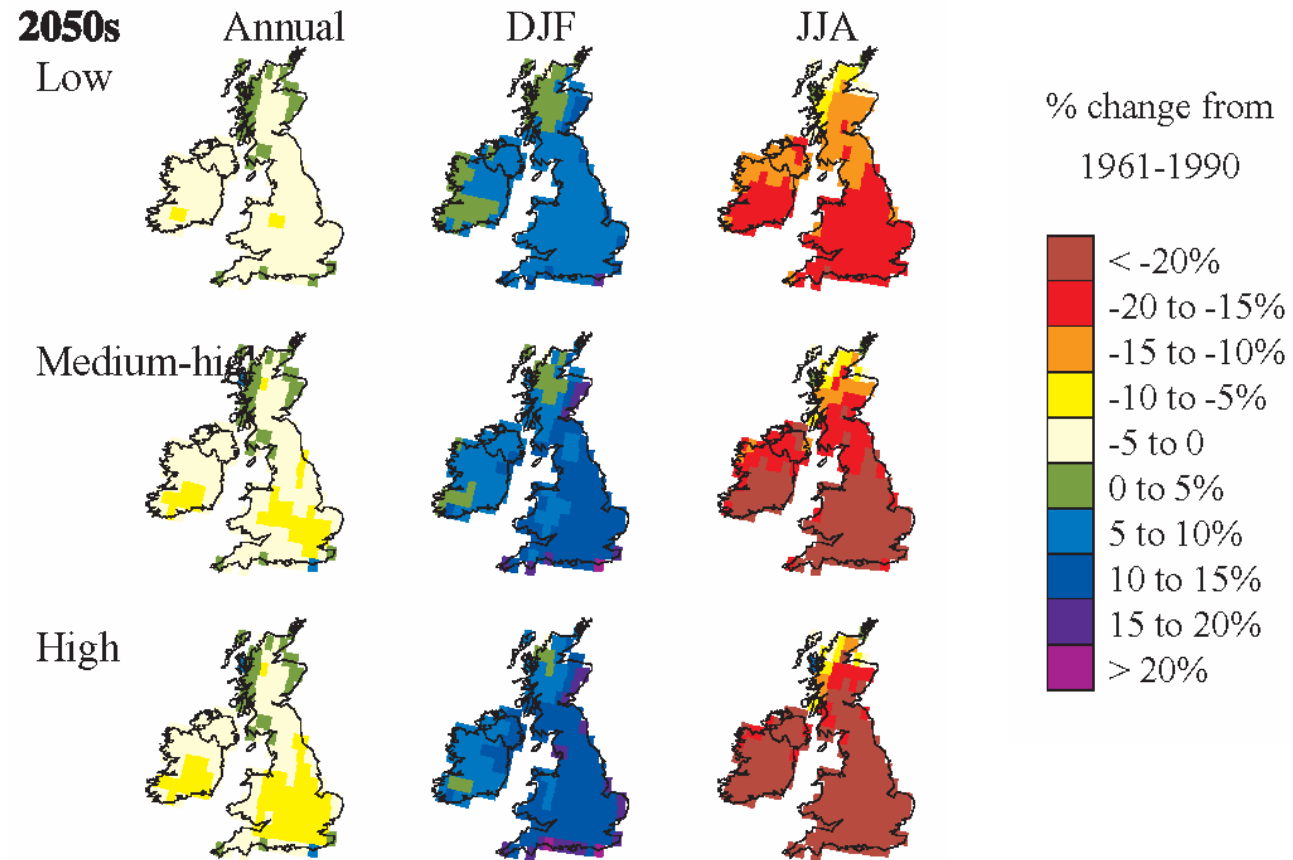 2050s Annual DJF JJA
Low
% change from
1961-1990
< -20%
-20 to -15%
-15 to -10%
-10 to -5%
-5 to 0
0 to 5%
5 to 10%
10 to 15%
15 to 20%
> 20%
Medium-high
High